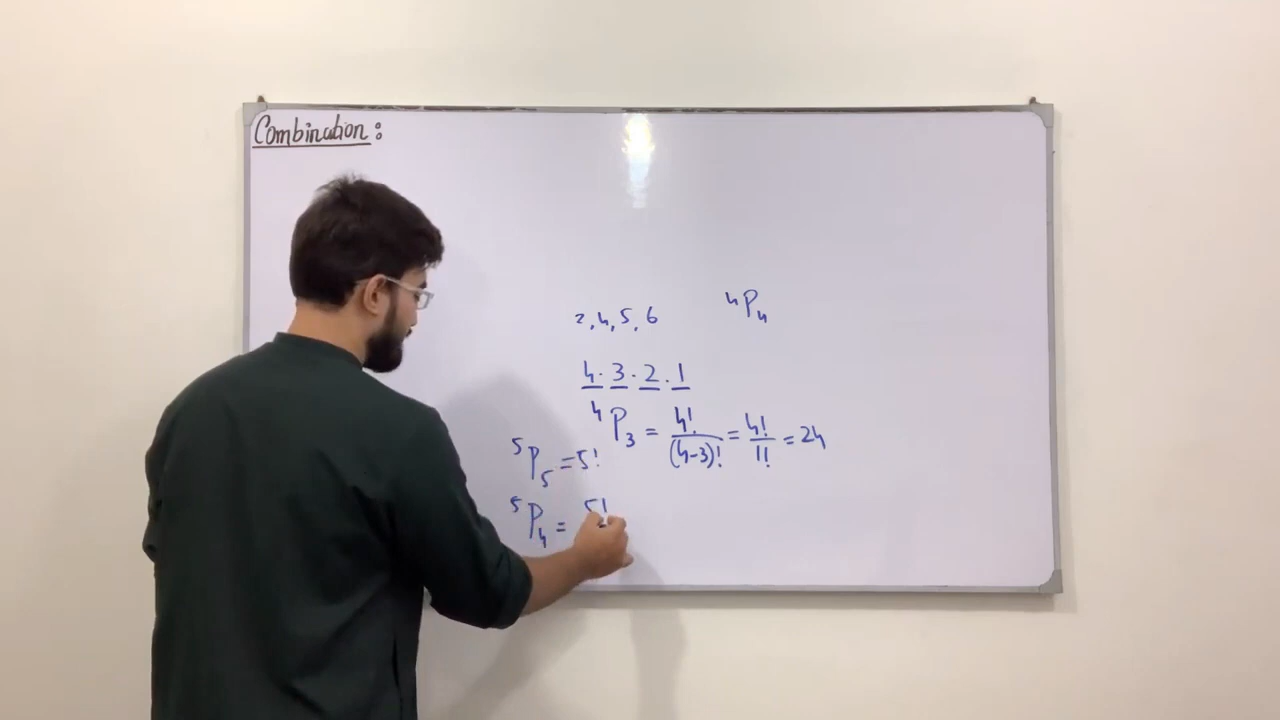 Combination:
2,4,5,6
⁴P₄
4·3·2.1
⁴P₃ = 4!/(4-3)! = 4!/1! = 24
⁵P₅ = 5!
⁵P₄ = 5!